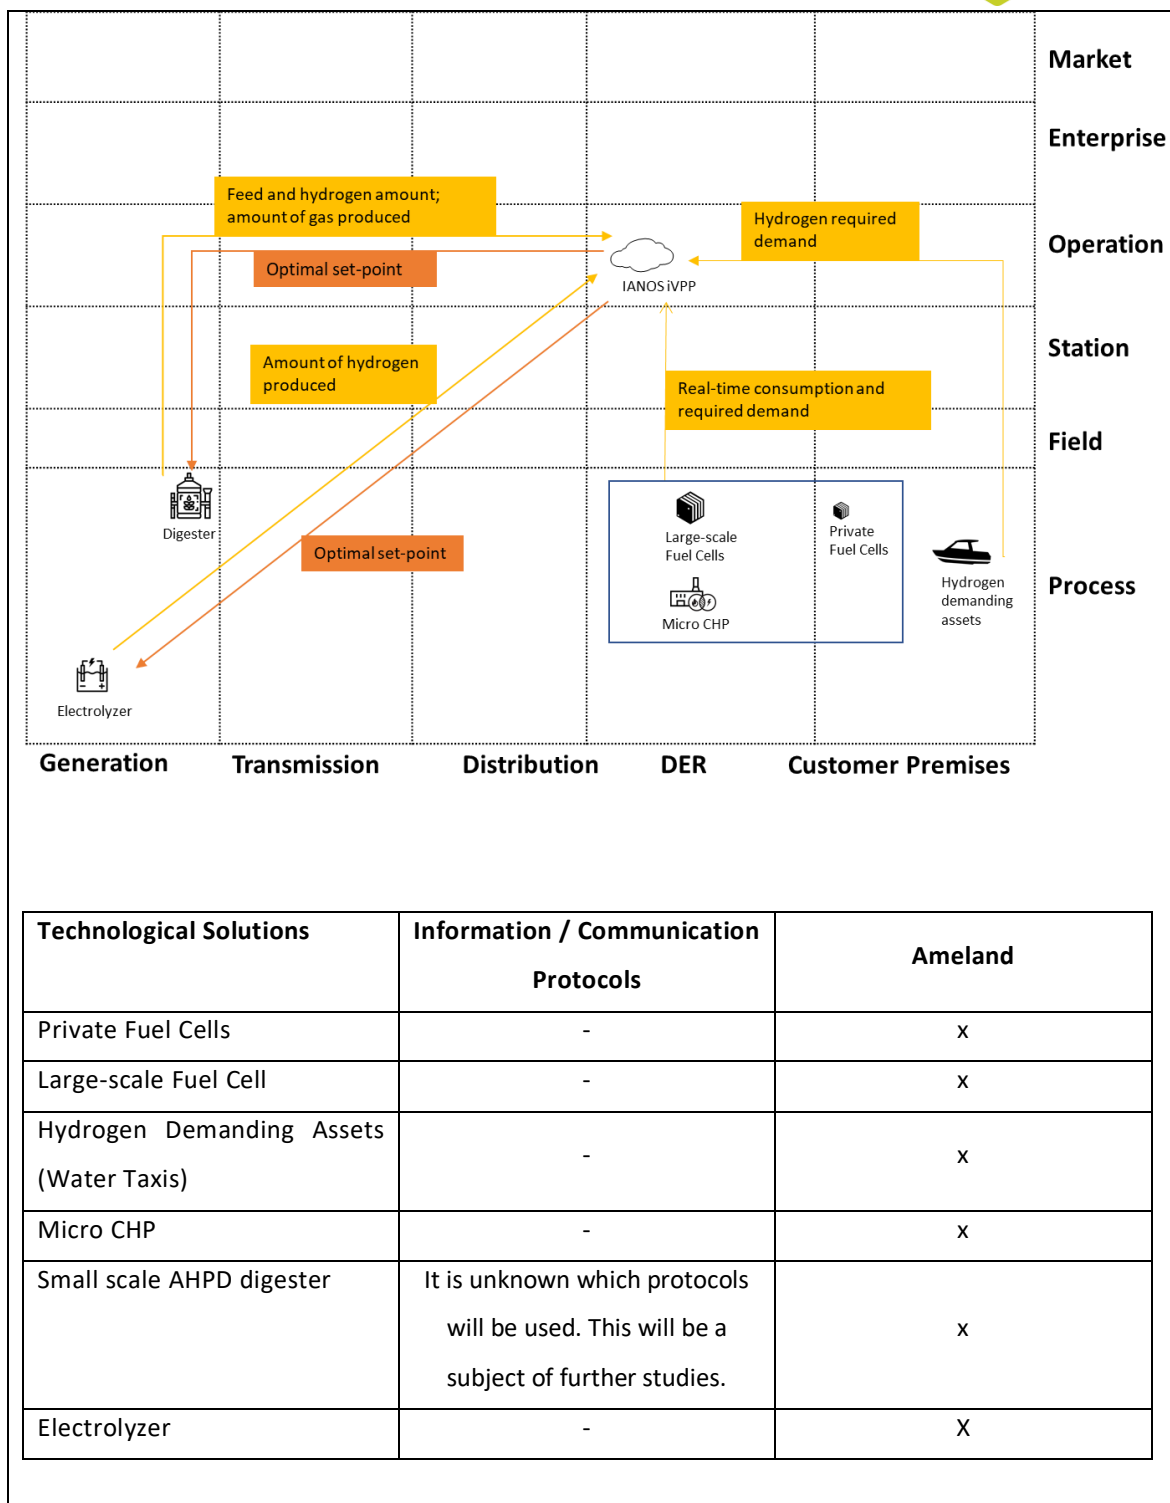 Market
Enterprise
Feed and hydrogen amount;
amount of gas produced
Hydrogen required
demand
Operation
Optimal set-point
IANOS iVPP
Station
Amount of hydrogen
produced
Real-time consumption and
required demand
Field
Digester
Large-scale
Fuel Cells
Private
Fuel Cells
Optimal set-point
Hydrogen
demanding
assets
Process
Micro CHP
Electrolyzer
Generation
Transmission
Distribution
DER
Customer Premises
Technological Solutions
Information / Communication
Protocols
Ameland
Private Fuel Cells
-
x
Large-scale Fuel Cell
-
x
Hydrogen Demanding Assets
(Water Taxis)
-
x
Micro CHP
-
x
Small scale AHPD digester
It is unknown which protocols
will be used. This will be a
subject of further studies.
x
Electrolyzer
-
X